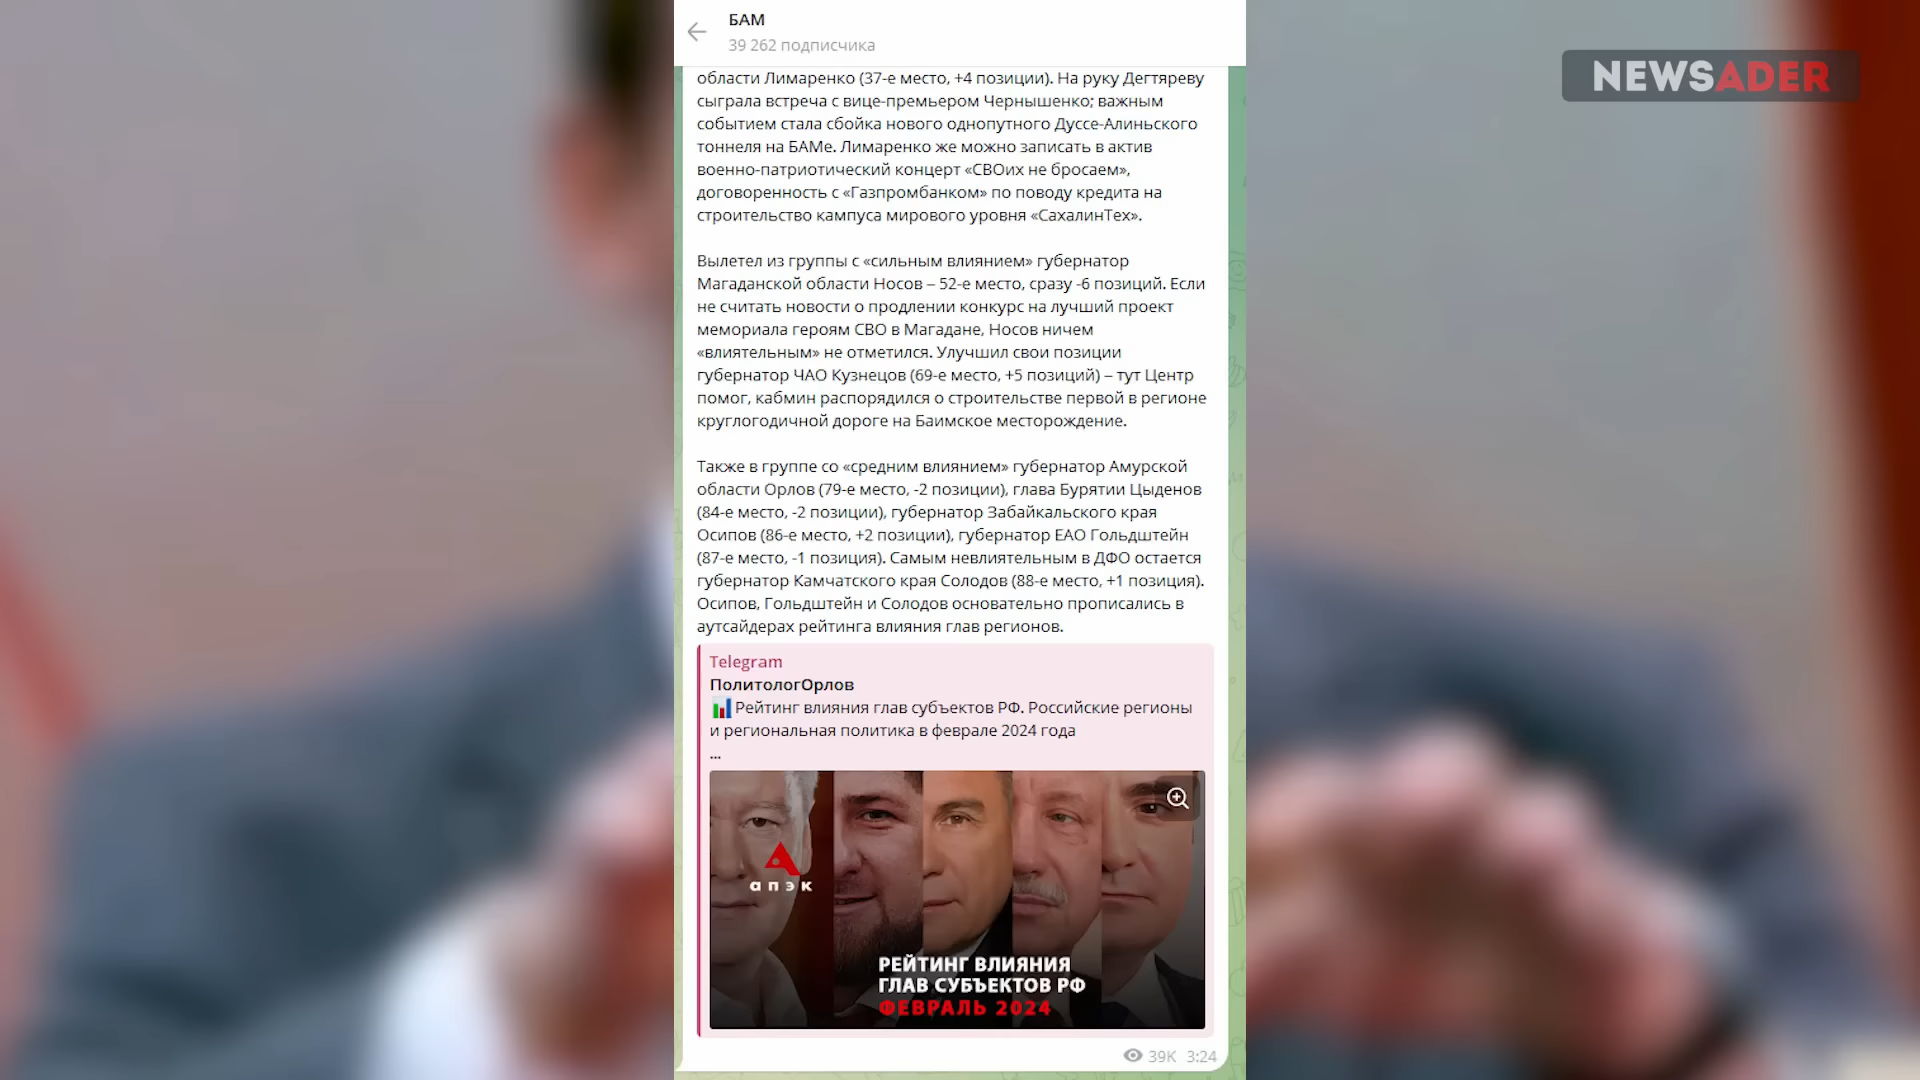 БАМ
39 262 подписчика
NEWSADER
области Лимаренко (37-е место, +4 позиции). На руку Дегтяреву
сыграла встреча с вице-премьером Чернышенко; важным
событием стала сбойка нового однопутного Дуссе-Алиньского
тоннеля на БАМе. Лимаренко же можно записать в актив
военно-патриотический концерт «СВОих не бросаем»,
договоренность с «Газпромбанком» по поводу кредита на
строительство кампуса мирового уровня «СахалинТех».
Вылетел из группы с «сильным влиянием» губернатор
Магаданской области Носов – 52-е место, сразу -6 позиций. Если
не считать новости о продлении конкурс на лучший проект
мемориала героям СВО в Магадане, Носов ничем
«влиятельным» не отметился. Улучшил свои позиции
губернатор ЧАО Кузнецов (69-е место, +5 позиций) – тут Центр
помог, кабмин распорядился о строительстве первой в регионе
круглогодичной дороге на Баимское месторождение.
Также в группе со «средним влиянием» губернатор Амурской
области Орлов (79-е место, -2 позиции), глава Бурятии Цыденов
(84-е место, -2 позиции), губернатор Забайкальского края
Осипов (86-е место, +2 позиции), губернатор ЕАО Гольдштейн
(87-е место, -1 позиция). Самым невлиятельным в ДФО остается
губернатор Камчатского края Солодов (88-е место, +1 позиция).
Осипов, Гольдштейн и Солодов основательно прописались в
аутсайдерах рейтинга влияния глав регионов.
Telegram
ПолитологОрлов
Рейтинг влияния глав субъектов РФ. Российские регионы
и региональная политика в феврале 2024 года
...
апэк
РЕЙТИНГ ВЛИЯНИЯ
ГЛАВ СУБЪЕКТОВ РФ
ФЕВРАЛЬ 2024
39K 3:24